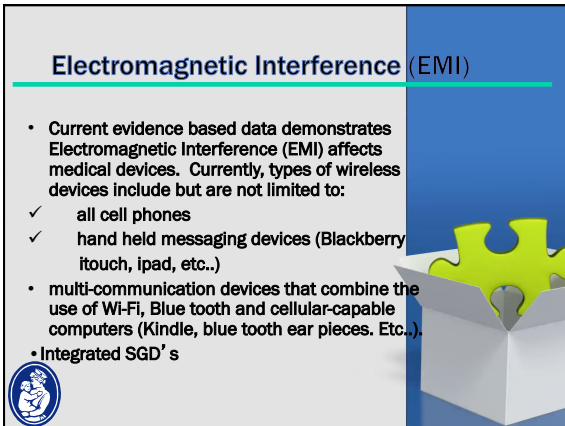 Electromagnetic Interference (EMI)
• Current evidence based data demonstrates
Electromagnetic Interference (EMI) affects
medical devices.  Currently, types of wireless
devices include but are not limited to:
✓ all cell phones
✓ hand held messaging devices (Blackberry
itouch, ipad, etc..)
• multi-communication devices that combine the
use of Wi-Fi, Blue tooth and cellular-capable
computers (Kindle, blue tooth ear pieces. Etc..).
•Integrated SGD’s